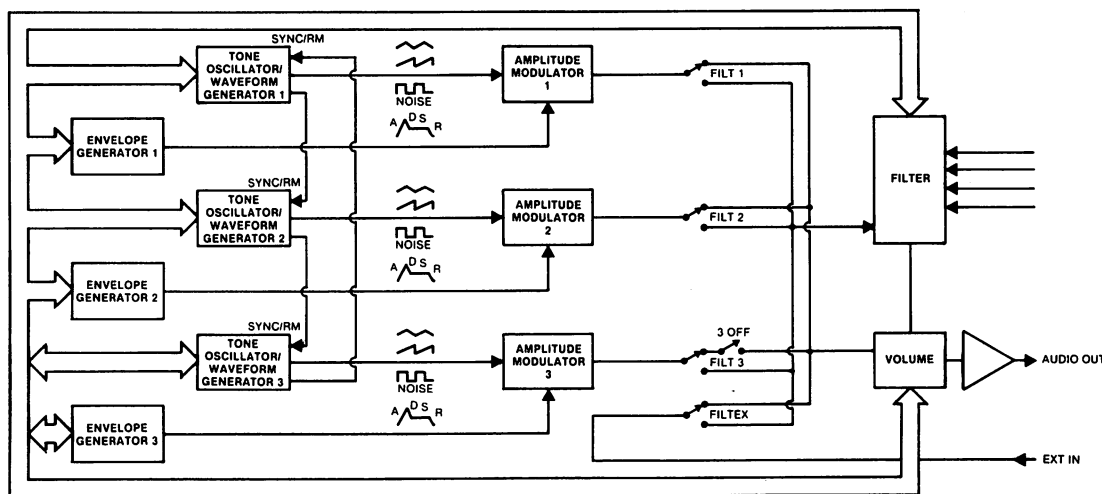 SYNC/RM
TONE
OSCILLATOR/
WAVEFORM
GENERATOR 1
NOISE
A D S R
AMPLITUDE
MODULATOR
1
FILT 1
ENVELOPE
GENERATOR 1
FILTER
SYNC/RM
TONE
OSCILLATOR/
WAVEFORM
GENERATOR 2
NOISE
A D S R
AMPLITUDE
MODULATOR
2
FILT 2
ENVELOPE
GENERATOR 2
SYNC/RM
TONE
OSCILLATOR/
WAVEFORM
GENERATOR 3
NOISE
A D S R
AMPLITUDE
MODULATOR
3
3 OFF
FILT 3
VOLUME
AUDIO OUT
ENVELOPE
GENERATOR 3
FILTEX
EXT IN